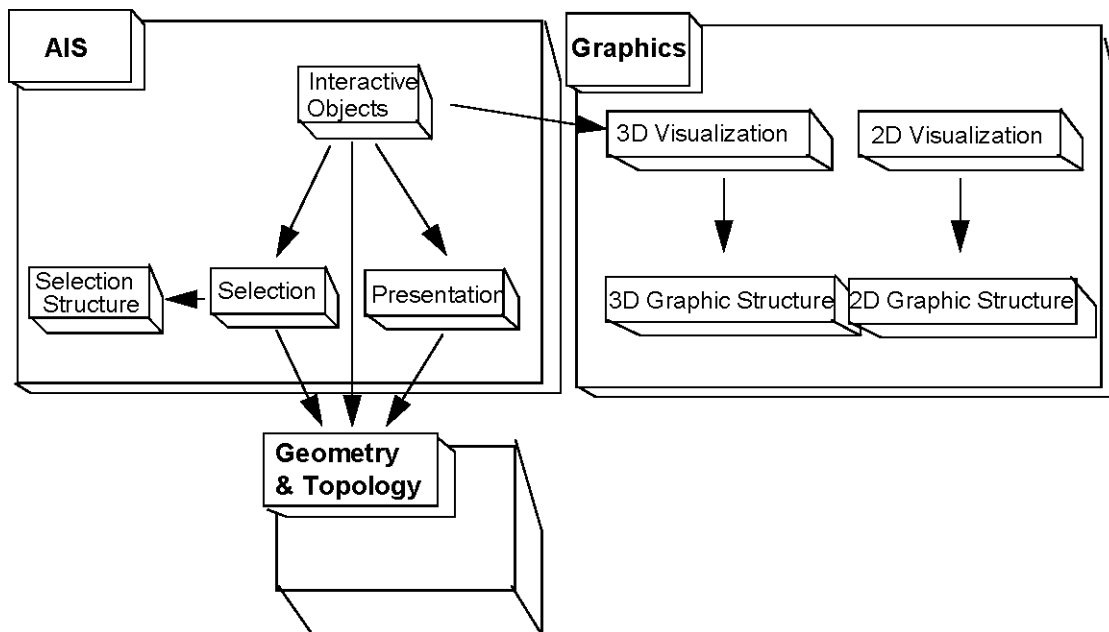 AIS
Graphics
Interactive
Objects
3D Visualization
2D Visualization
Selection
Structure
Selection
Presentation
3D Graphic Structure
2D Graphic Structure
Geometry
& Topology